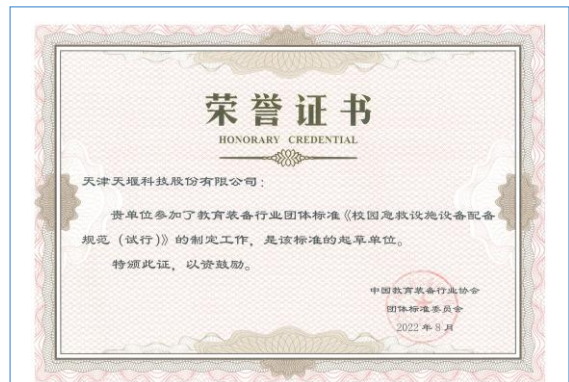 荣誉证书
HONORARY CREDENTIAL
天津天堰科技股份有限公司：
贵单位参加了教育装备行业团体标准《校园急救设施设备配备
规范（试行）》的制定工作，是该标准的起草单位。
特颁此证，以资鼓励。
中国教育装备行业协会
团体标准委员会
2022年8月